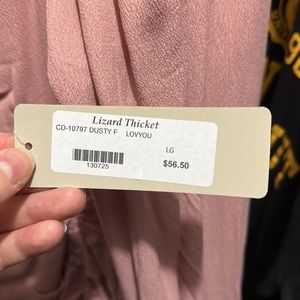 Lizard Thicket
CD-10797 DUSTY P LOVYOU
LG
130725
$56.50